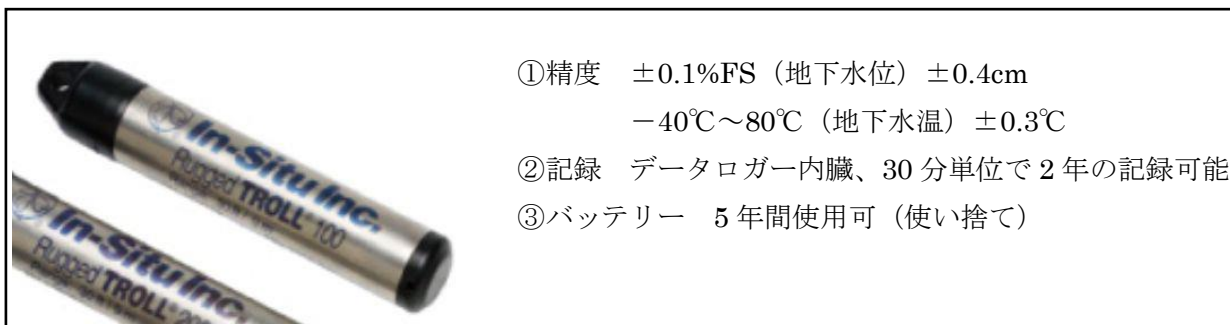 ①精度　±0.1%FS（地下水位）±0.4cm
－40℃～80℃（地下水温）±0.3℃
②記録　データロガー内臓、30 分単位で 2 年の記録可能
③バッテリー　5 年間使用可（使い捨て）
In-Situ Inc.
Rugged TROLL® 100
In-Situ Inc.
Rugged TROLL® 200